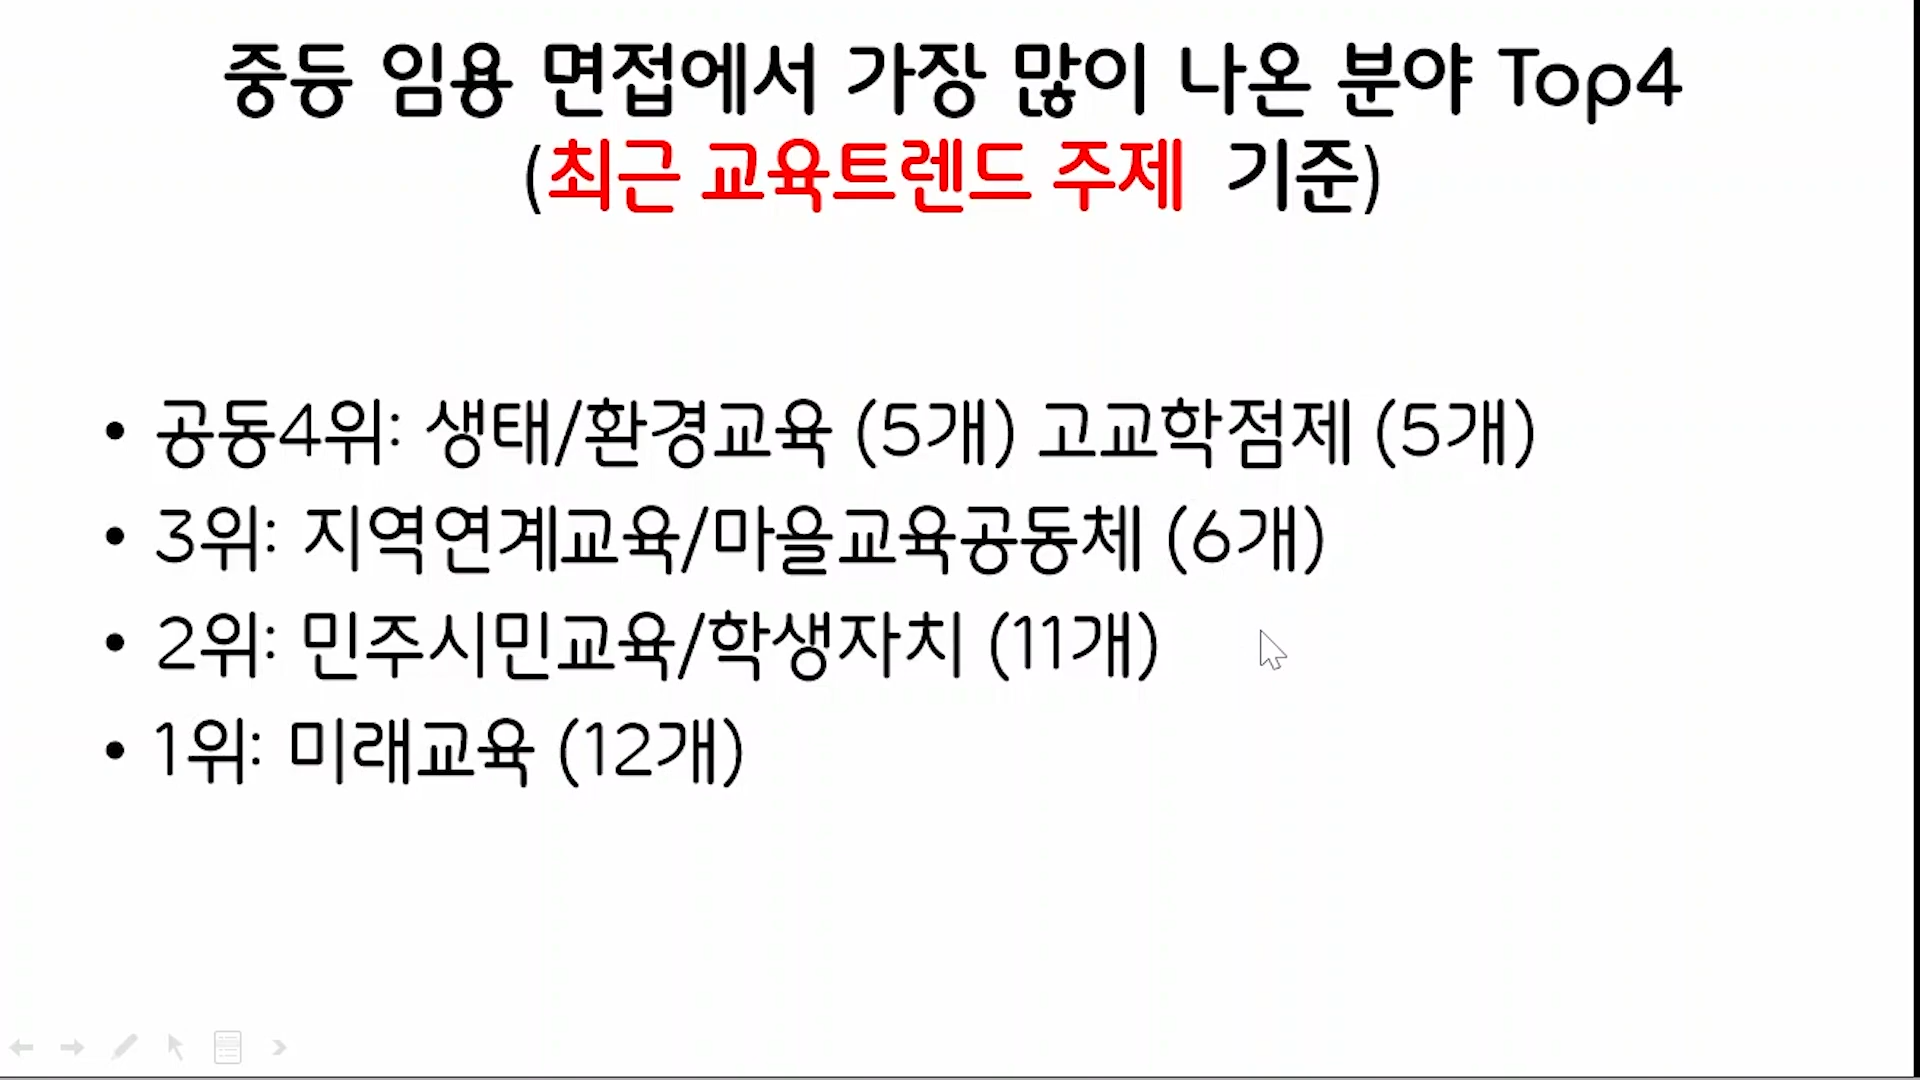 중등 임용 면접에서 가장 많이 나온 분야 Top4
(최근 교육트렌드 주제 기준)
• 공동4위: 생태/환경교육 (5개) 고교학점제 (5개)
• 3위: 지역연계교육/마을교육공동체 (6개)
• 2위: 민주시민교육/학생자치 (11개)
• 1위: 미래교육 (12개)